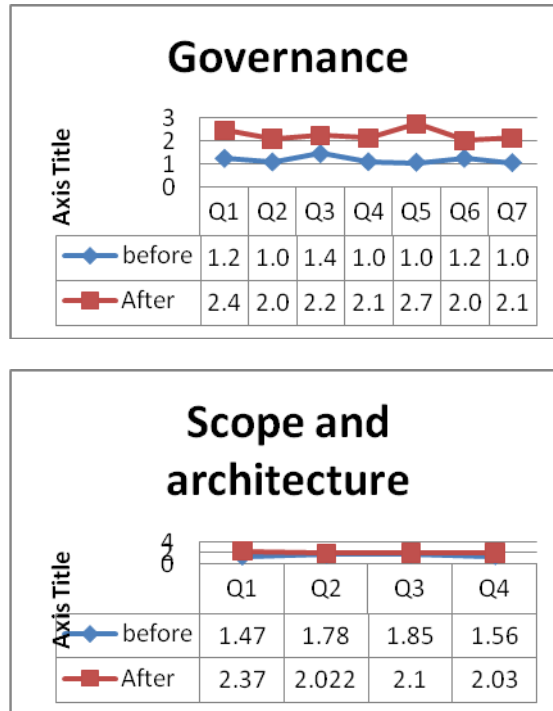 Governance
Axis Title
3
2
1
0
Q1 Q2 Q3 Q4 Q5 Q6 Q7
before 1.2 1.0 1.4 1.0 1.0 1.2 1.0
After 2.4 2.0 2.2 2.1 2.7 2.0 2.1
Scope and
architecture
Axis Title
4
2
0
Q1 Q2 Q3 Q4
before 1.47 1.78 1.85 1.56
After 2.37 2.022 2.1 2.03